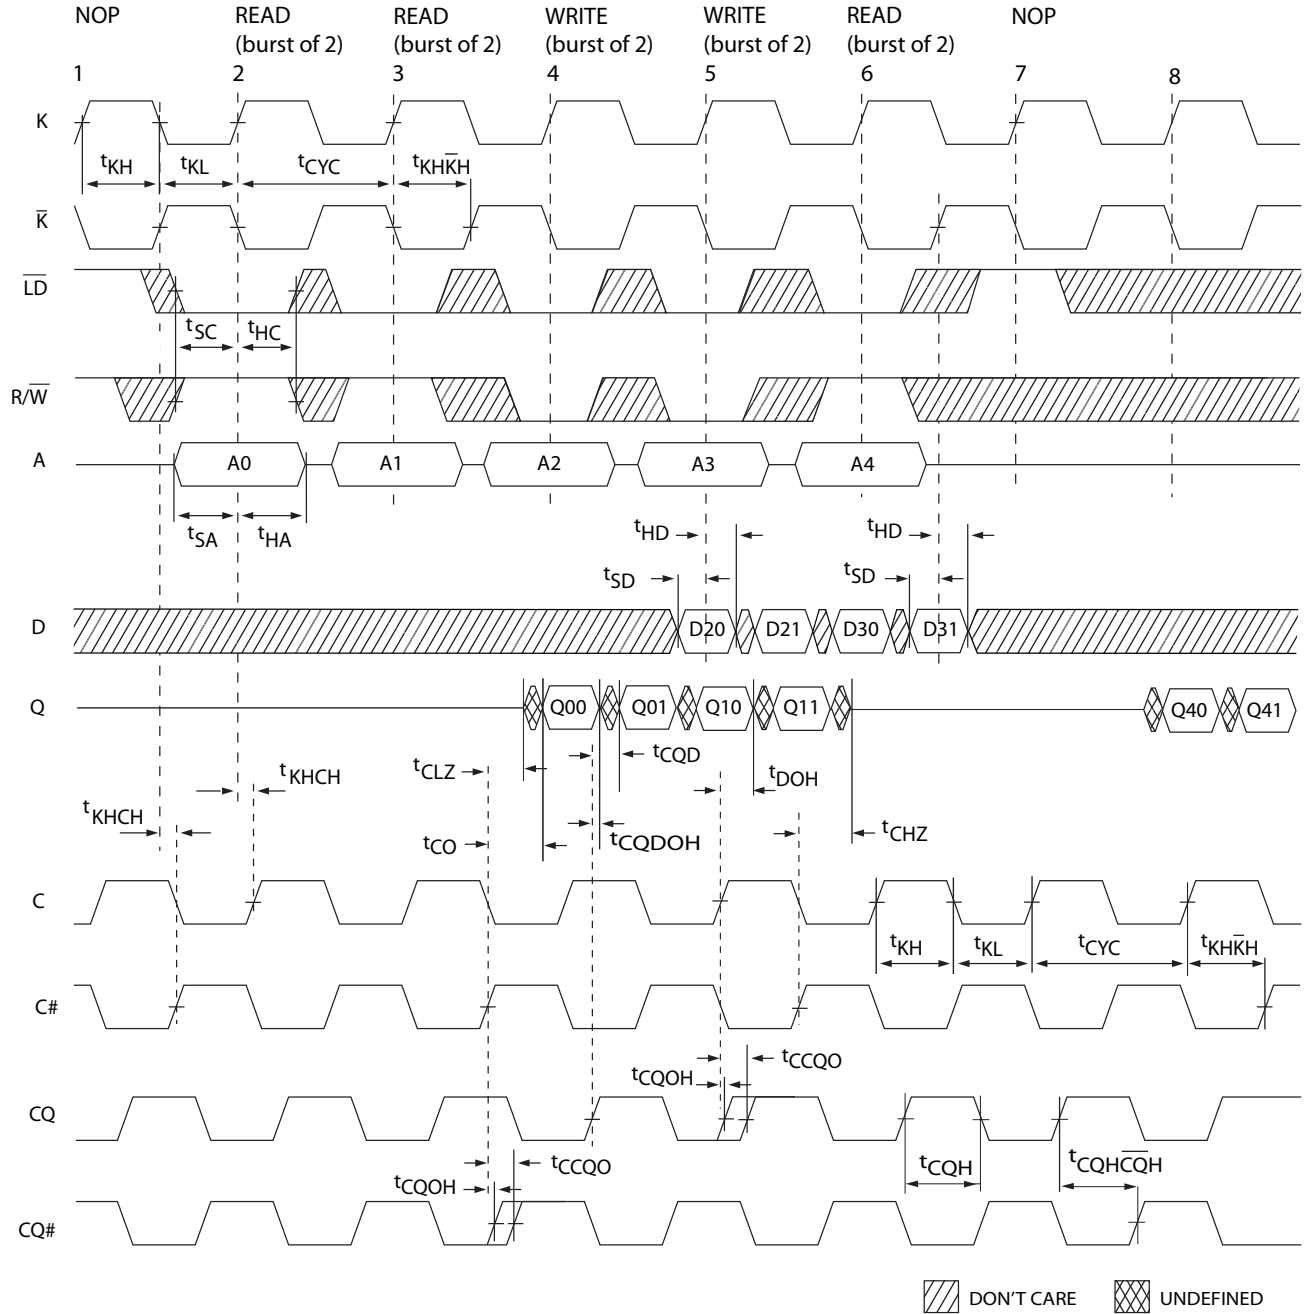 NOP READ READ WRITE WRITE READ NOP
(burst of 2) (burst of 2) (burst of 2) (burst of 2) (burst of 2)
1 2 3 4 5 6 7 8
K
tKH tKL tCYC tKHK̅H
K̅
L̅D̅
tSC tHC
R/W̅
A A0 A1 A2 A3 A4
tSA tHA tHD tHD
tSD tSD
D D20 D21 D30 D31
Q Q00 Q01 Q10 Q11 Q40 Q41
tCLZ tKHCH tCQD tDOH
tKHCH tCO tCQDOH tCHZ
C
tKH tKL tCYC tKHK̅H
C#
tCQOH tCCQO
CQ
tCQOH tCCQO tCQH tCQHC̅Q̅H
CQ#
DON'T CARE UNDEFINED